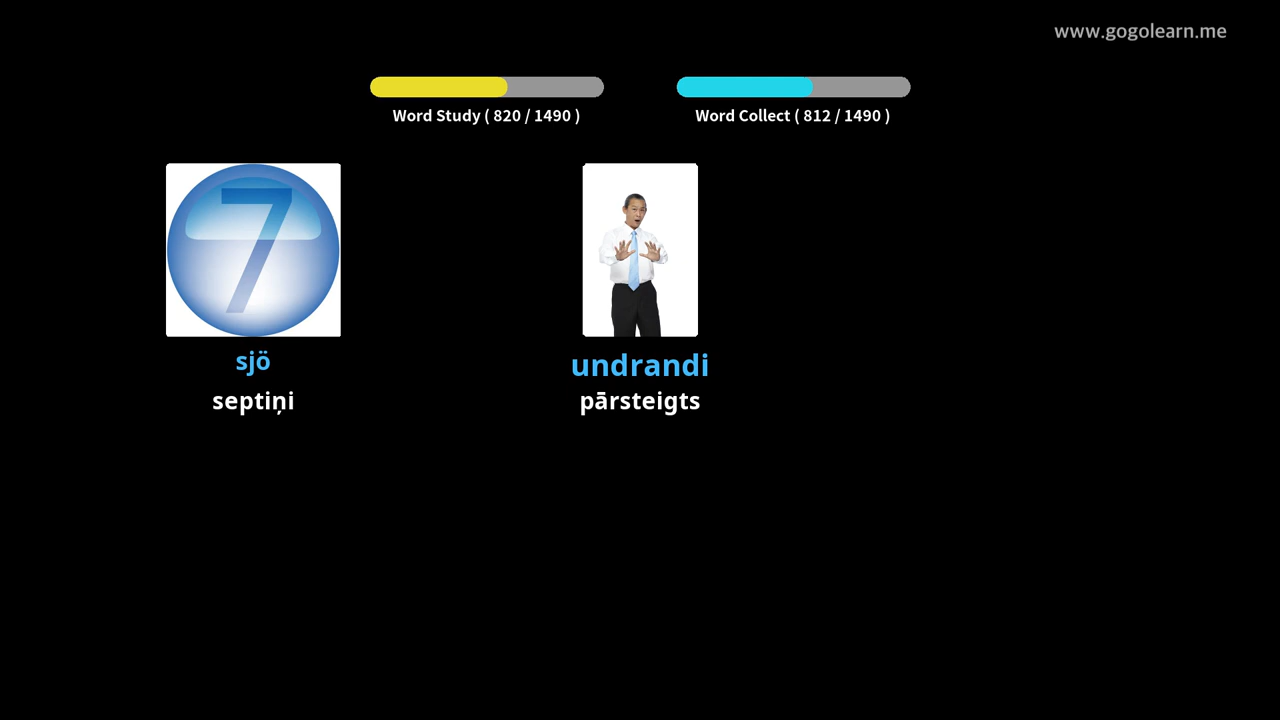 www.gogolearn.me
Word Study ( 820 / 1490 )
Word Collect ( 812 / 1490 )
7
sjö
septiņi
undrandi
pārsteigts